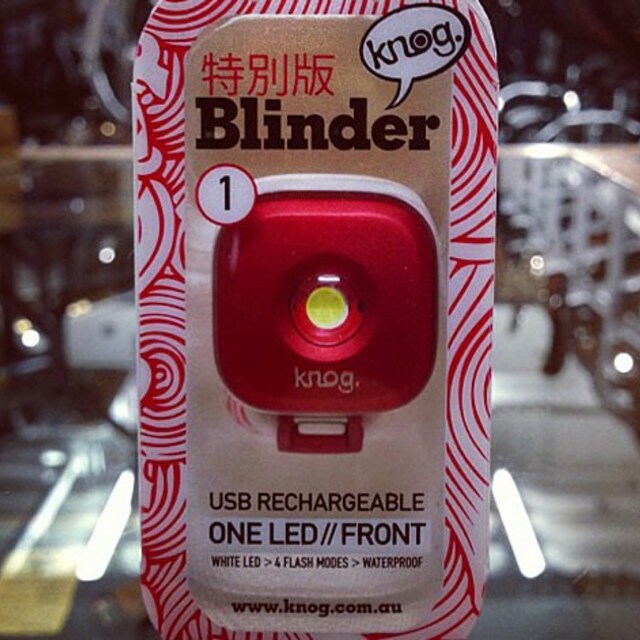 knog.
特別版
Blinder
1
knog.
USB RECHARGEABLE
ONE LED//FRONT
WHITE LED > 4 FLASH MODES > WATERPROOF
www.knog.com.au